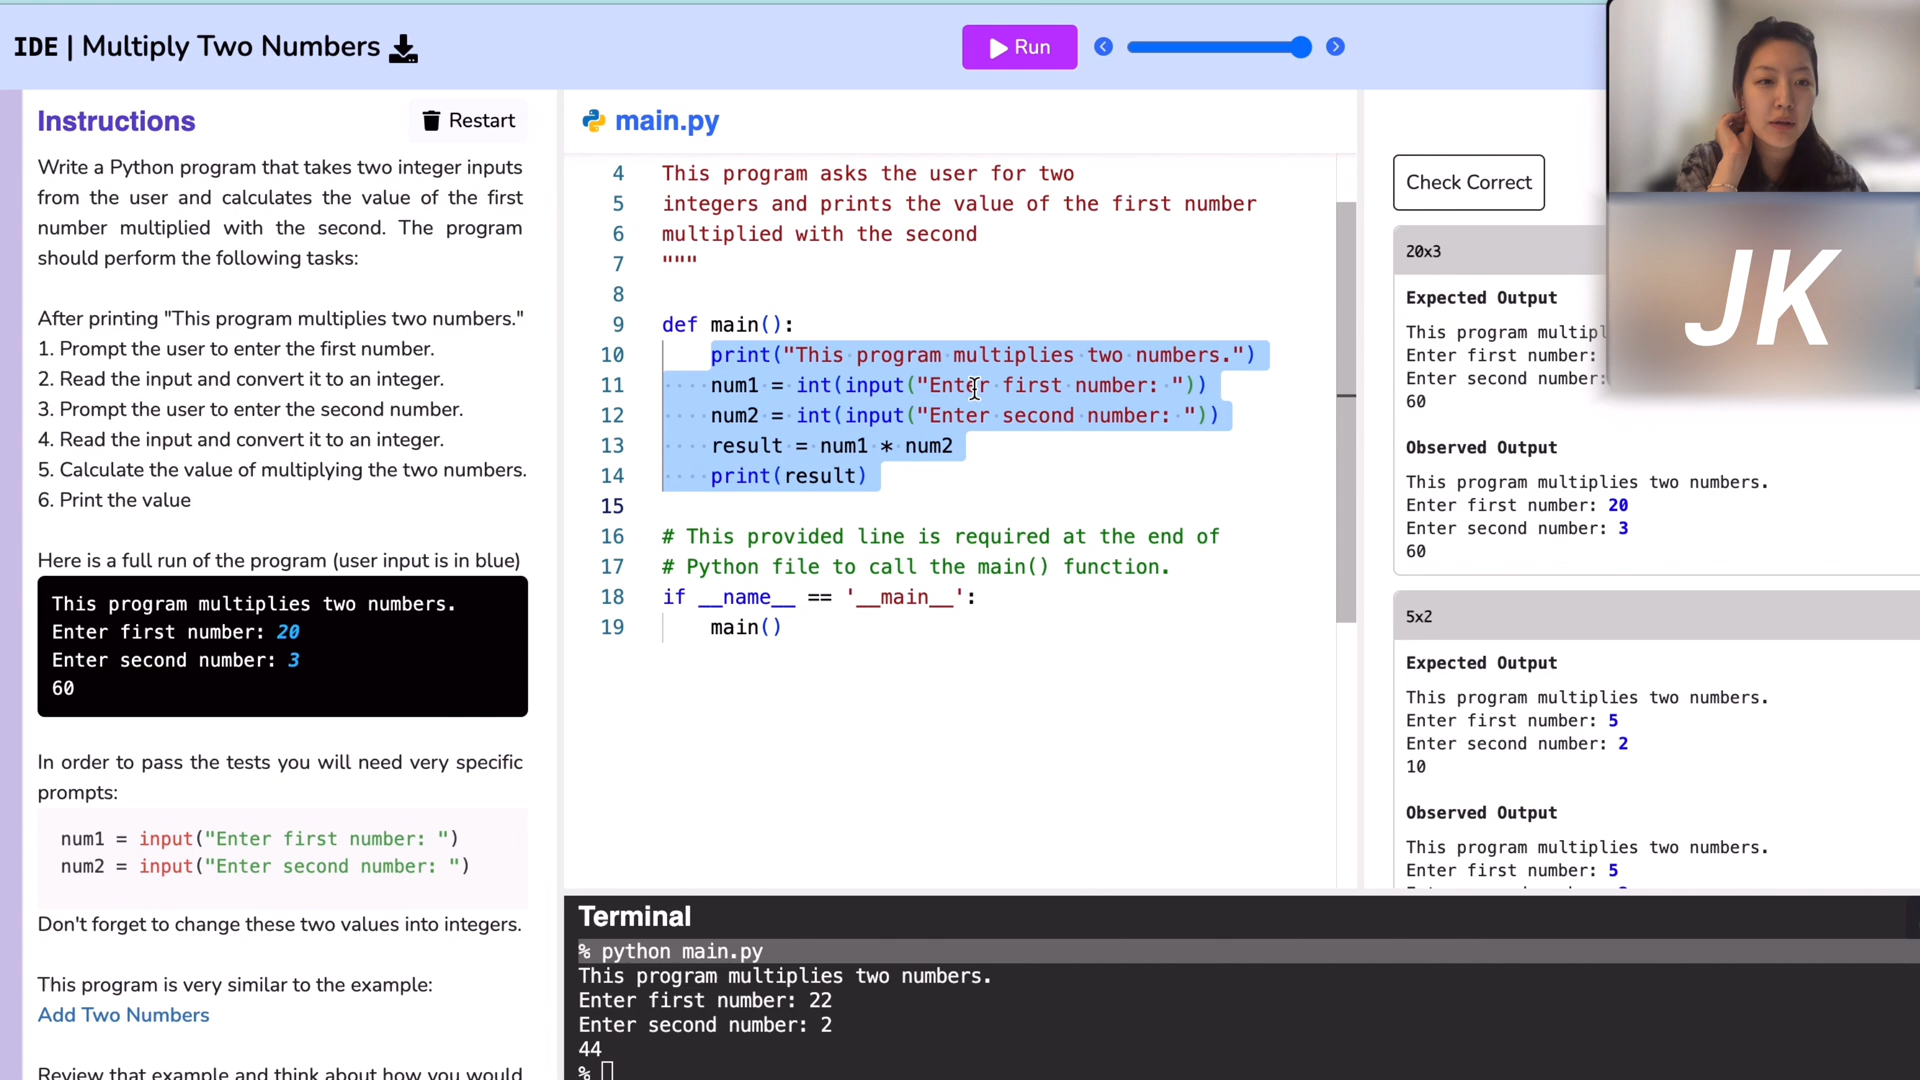 IDE | Multiply Two Numbers
Run
Instructions
Restart
Write a Python program that takes two integer inputs
from the user and calculates the value of the first
number multiplied with the second. The program
should perform the following tasks:
After printing "This program multiplies two numbers."
1. Prompt the user to enter the first number.
2. Read the input and convert it to an integer.
3. Prompt the user to enter the second number.
4. Read the input and convert it to an integer.
5. Calculate the value of multiplying the two numbers.
6. Print the value
Here is a full run of the program (user input is in blue)
This program multiplies two numbers.
Enter first number: 20
Enter second number: 3
60
In order to pass the tests you will need very specific
prompts:
num1 = input("Enter first number: ")
num2 = input("Enter second number: ")
Don't forget to change these two values into integers.
This program is very similar to the example:
Add Two Numbers
Review that example and think about how you would
main.py
4 This program asks the user for two
5 integers and prints the value of the first number
6 multiplied with the second
7 """
8
9 def main():
10 print("This program multiplies two numbers.")
11 num1 = int(input("Enter first number: "))
12 num2 = int(input("Enter second number: "))
13 result = num1 * num2
14 print(result)
15
16 # This provided line is required at the end of
17 # Python file to call the main() function.
18 if __name__ == '__main__':
19 main()
Terminal
% python main.py
This program multiplies two numbers.
Enter first number: 22
Enter second number: 2
44
%
Check Correct
20x3
Expected Output
This program multipl
Enter first number:
Enter second number:
60
Observed Output
This program multiplies two numbers.
Enter first number: 20
Enter second number: 3
60
5x2
Expected Output
This program multiplies two numbers.
Enter first number: 5
Enter second number: 2
10
Observed Output
This program multiplies two numbers.
Enter first number: 5
JK